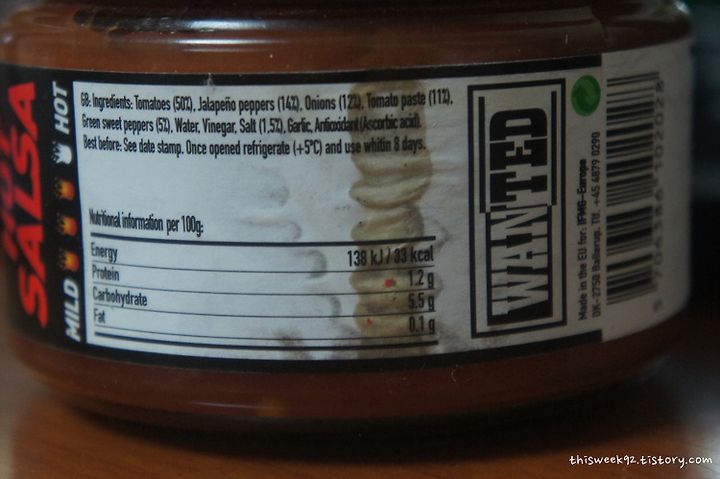 HOT
SALSA
MILD
HOT
GB: Ingredients: Tomatoes (50%), Jalapeño peppers (14%), Onions (12%), Tomato paste (11%),
Green sweet peppers (5%), Water, Vinegar, Salt (1.5%), Garlic, Antioxidant (Ascorbic acid).
Best before: See date stamp. Once opened refrigerate (+5°C) and use whitin 8 days.
Nutritional information per 100g:
Energy 138 kJ / 33 kcal
Protein 1.2 g
Carbohydrate 5.5 g
Fat 0.1 g
WANTED
Made in the EU for: IFMG-Europe
DK-2750 Ballerup. Tlf. +45 4879 0290
thisweek92.tistory.com